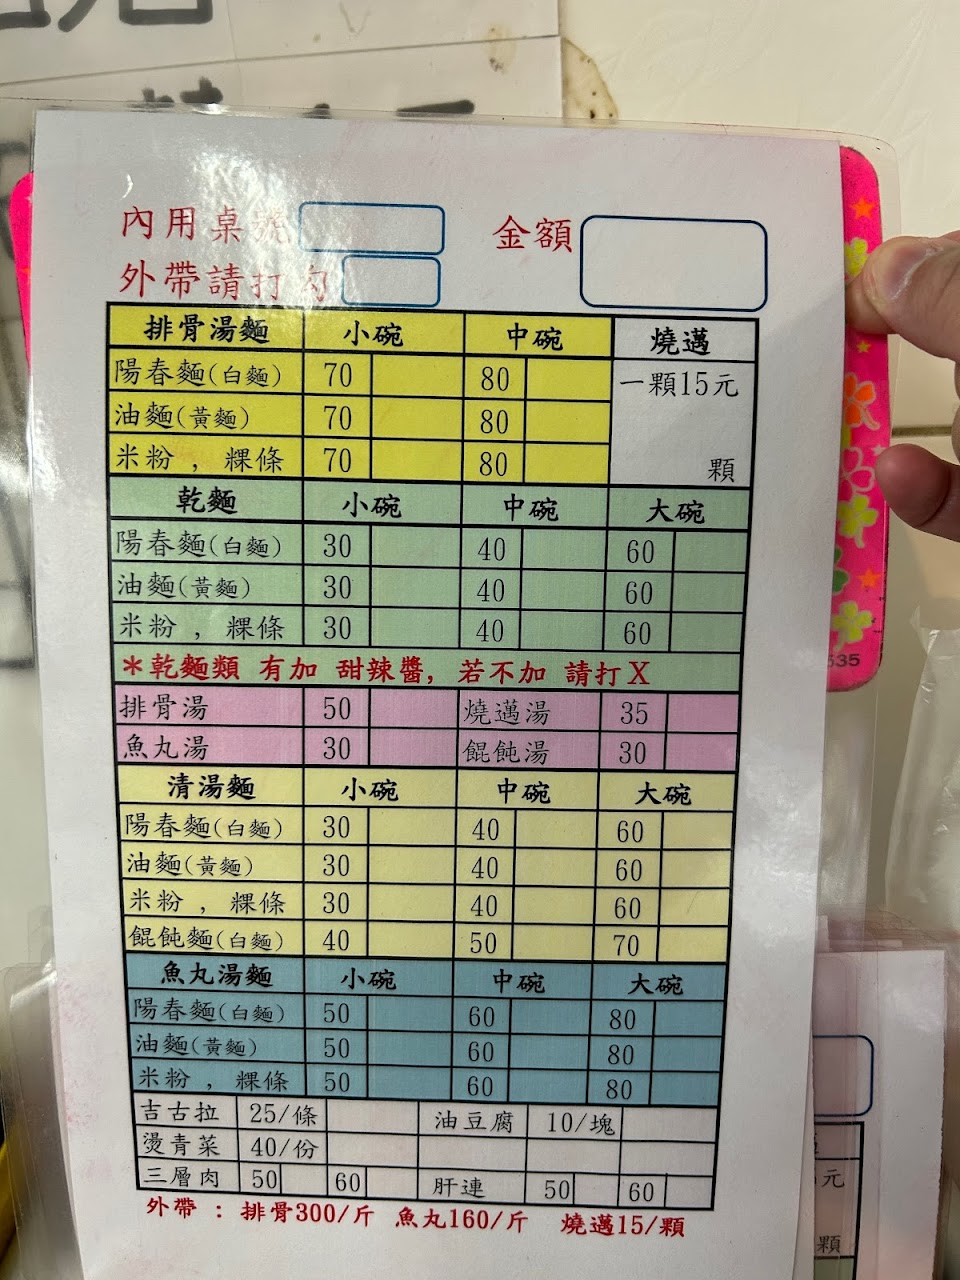 內用桌號 金額
外帶請打勾
排骨湯麵 小碗 中碗 燒邁
陽春麵(白麵) 70 80 一顆15元
油麵(黃麵) 70 80
米粉 , 粿條 70 80 顆
乾麵 小碗 中碗 大碗
陽春麵(白麵) 30 40 60
油麵(黃麵) 30 40 60
米粉 , 粿條 30 40 60
*乾麵類 有加 甜辣醬, 若不加 請打X
排骨湯 50 燒邁湯 35
魚丸湯 30 餛飩湯 30
清湯麵 小碗 中碗 大碗
陽春麵(白麵) 30 40 60
油麵(黃麵) 30 40 60
米粉 , 粿條 30 40 60
餛飩麵(白麵) 40 50 70
魚丸湯麵 小碗 中碗 大碗
陽春麵(白麵) 50 60 80
油麵(黃麵) 50 60 80
米粉 , 粿條 50 60 80
吉古拉 25/條 油豆腐 10/塊
燙青菜 40/份
三層肉 50 60 肝連 50 60
外帶 : 排骨300/斤 魚丸160/斤 燒邁15/顆
535
元
顆